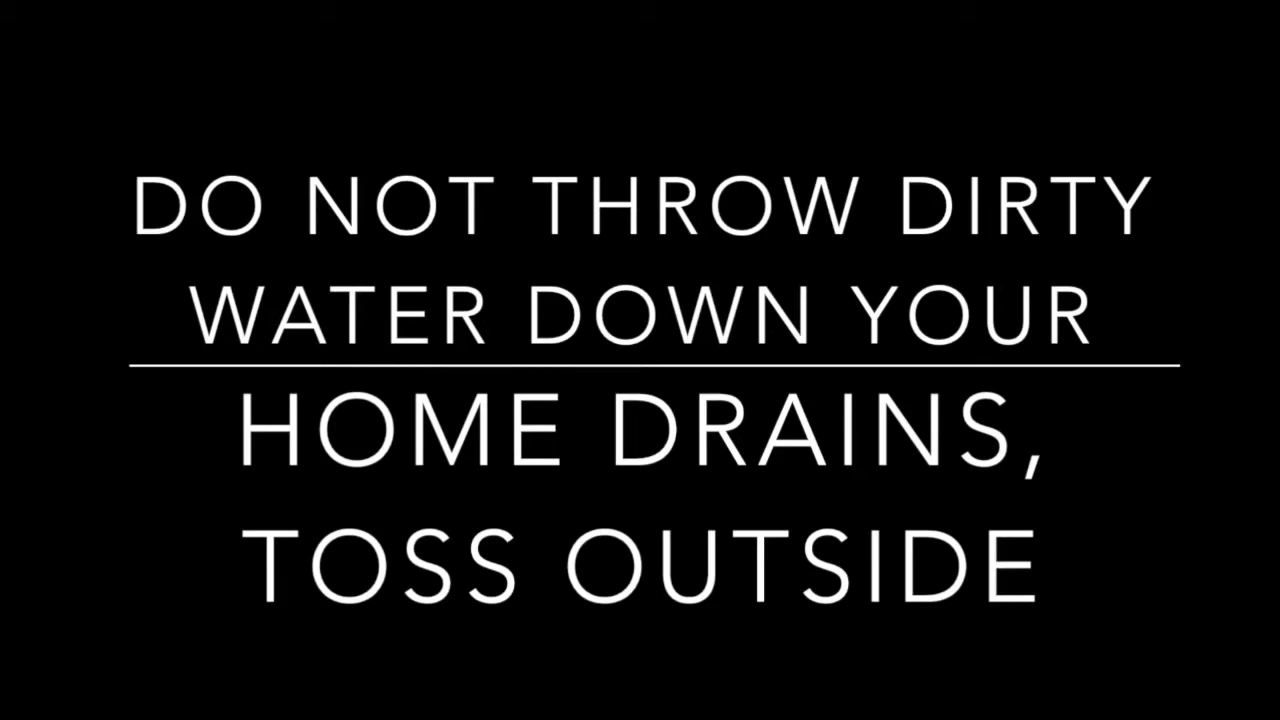 DO NOT THROW DIRTY
WATER DOWN YOUR
HOME DRAINS,
TOSS OUTSIDE